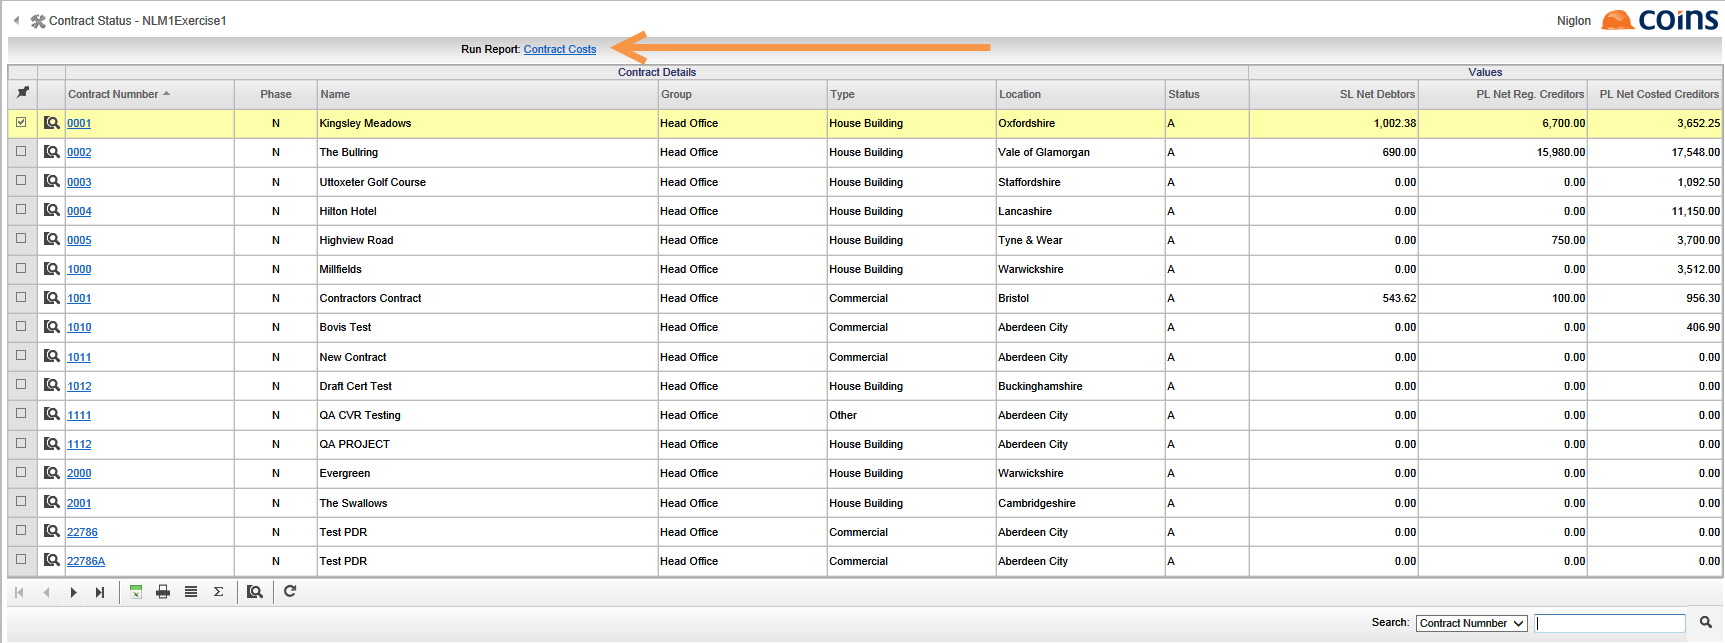 Contract Status - NLM1Exercise1 Niglon coins
Run Report: Contract Costs
Contract Details Values
Contract Numnber Phase Name Group Type Location Status SL Net Debtors PL Net Reg. Creditors PL Net Costed Creditors
0001 N Kingsley Meadows Head Office House Building Oxfordshire A 1,002.38 6,700.00 3,652.25
0002 N The Bullring Head Office House Building Vale of Glamorgan A 690.00 15,980.00 17,548.00
0003 N Uttoxeter Golf Course Head Office House Building Staffordshire A 0.00 0.00 1,092.50
0004 N Hilton Hotel Head Office House Building Lancashire A 0.00 0.00 11,150.00
0005 N Highview Road Head Office House Building Tyne & Wear A 0.00 750.00 3,700.00
1000 N Millfields Head Office House Building Warwickshire A 0.00 0.00 3,512.00
1001 N Contractors Contract Head Office Commercial Bristol A 543.62 100.00 956.30
1010 N Bovis Test Head Office Commercial Aberdeen City A 0.00 0.00 406.90
1011 N New Contract Head Office Commercial Aberdeen City A 0.00 0.00 0.00
1012 N Draft Cert Test Head Office House Building Buckinghamshire A 0.00 0.00 0.00
1111 N QA CVR Testing Head Office Other Aberdeen City A 0.00 0.00 0.00
1112 N QA PROJECT Head Office House Building Aberdeen City A 0.00 0.00 0.00
2000 N Evergreen Head Office House Building Warwickshire A 0.00 0.00 0.00
2001 N The Swallows Head Office House Building Cambridgeshire A 0.00 0.00 0.00
22786 N Test PDR Head Office Commercial Aberdeen City A 0.00 0.00 0.00
22786A N Test PDR Head Office Commercial Aberdeen City A 0.00 0.00 0.00
Σ
Search: Contract Numnber